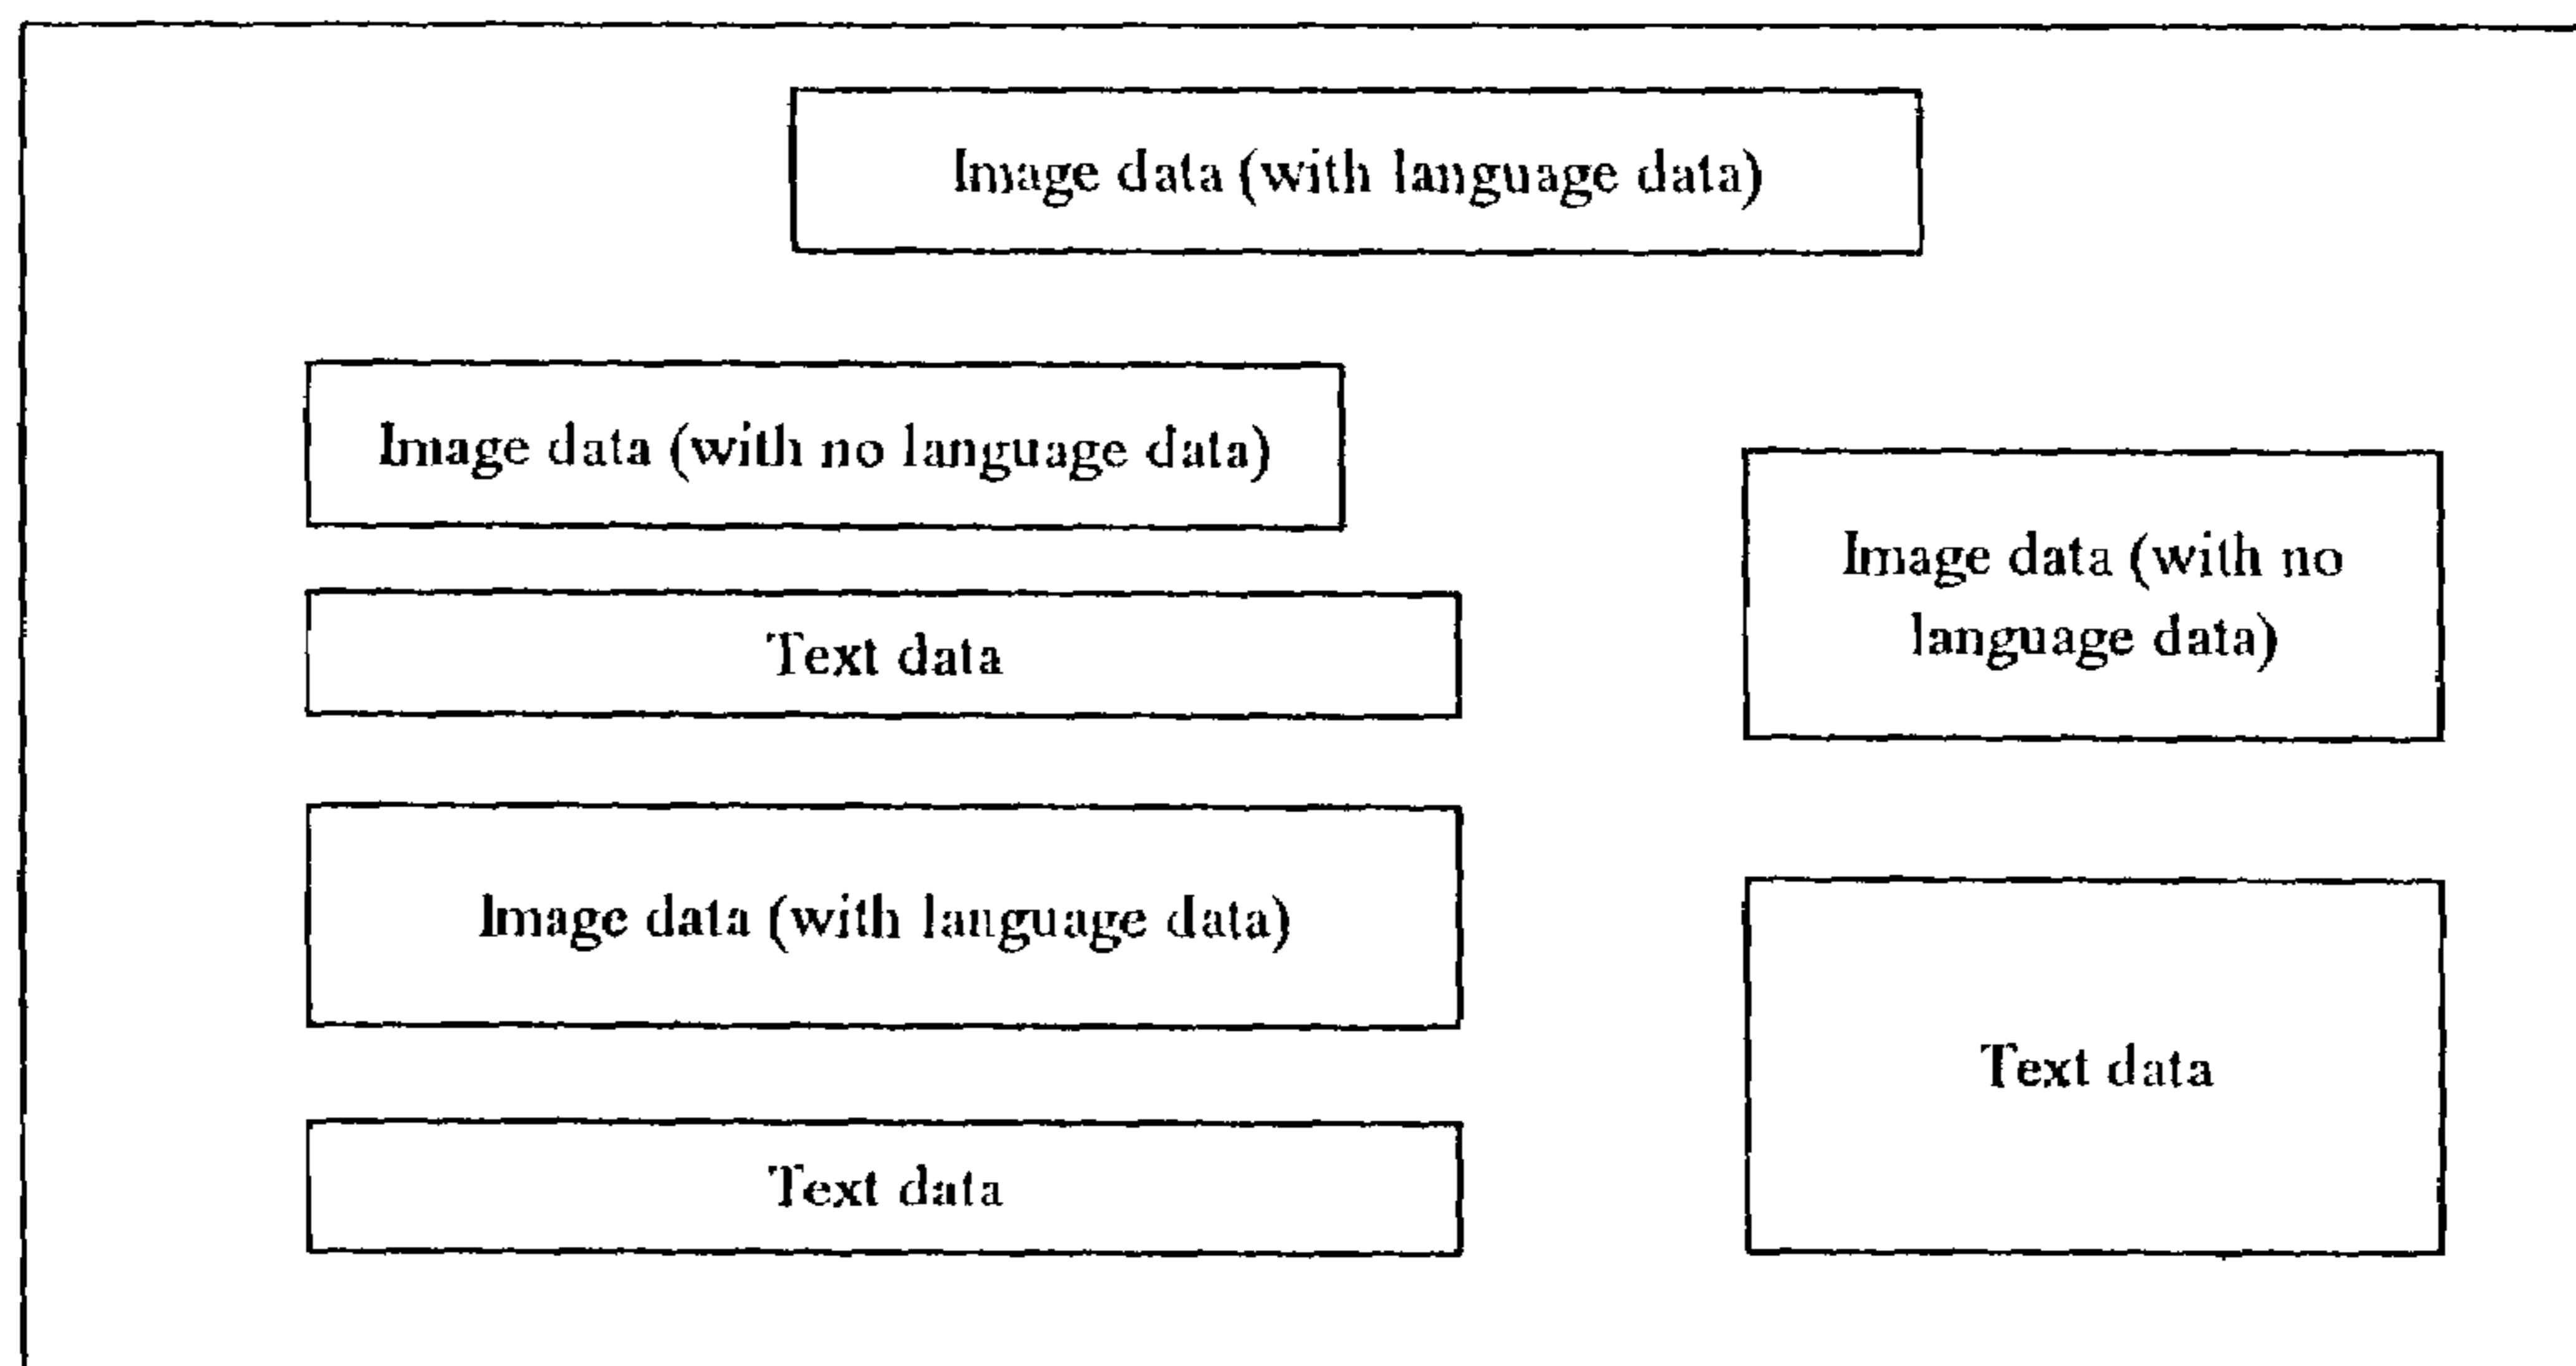 Image data (with language data)
Image data (with no language data)
Text data
Image data (with language data)
Text data
Image data (with no
language data)
Text data